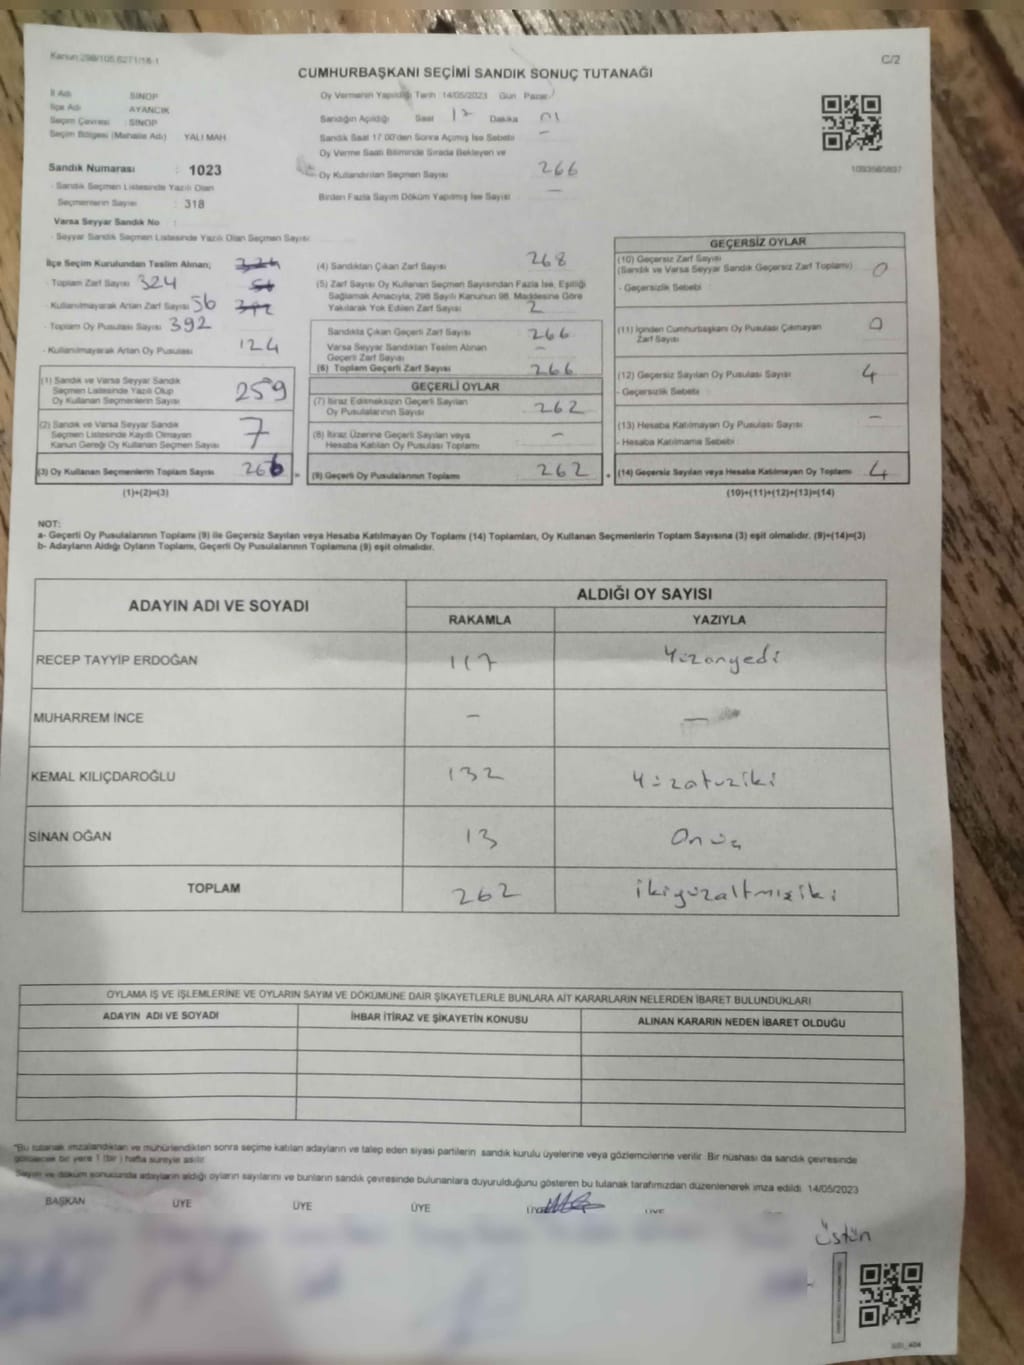 Kanun:298/105,6271/16-1
C/2
CUMHURBAŞKANI SEÇİMİ SANDIK SONUÇ TUTANAĞI
İl Adı SİNOP
İlçe Adı AYANCIK
Seçim Çevresi : SİNOP
Seçim Bölgesi (Mahalle Adı) YALI MAH
Sandık Numarası : 1023
- Sandık Seçmen Listesinde Yazılı Olan
Seçmenlerin Sayısı : 318
Varsa Seyyar Sandık No :
- Seyyar Sandık Seçmen Listesinde Yazılı Olan Seçmen Sayısı:
Oy Vermenin Yapıldığı Tarih 14/05/2023 Gün Pazar
Sandığın Açıldığı Saat 17 Dakika 01
Sandık Saat 17.00'den Sonra Açılmış İse Sebebi -
Oy Verme Saati Bitiminde Sırada Bekleyen ve
Oy Kullandırılan Seçmen Sayısı 266
Birden Fazla Sayım Döküm Yapılmış İse Sayısı -
1093560897
İlçe Seçim Kurulundan Teslim Alınan;
- Toplam Zarf Sayısı 324
- Kullanılmayarak Artan Zarf Sayısı 56
- Toplam Oy Pusulası Sayısı 392
- Kullanılmayarak Artan Oy Pusulası 124
(1) Sandık ve Varsa Seyyar Sandık
Seçmen Listesinde Yazılı Olup
Oy Kullanan Seçmenlerin Sayısı 259
(2) Sandık ve Varsa Seyyar Sandık
Seçmen Listesinde Kayıtlı Olmayan
Kanun Gereği Oy Kullanan Seçmen Sayısı 7
(3) Oy Kullanan Seçmenlerin Toplam Sayısı 266
(1)+(2)=(3)
(4) Sandıktan Çıkan Zarf Sayısı 268
(5) Zarf Sayısı Oy Kullanan Seçmen Sayısından Fazla İse, Eşitliği
Sağlamak Amacıyla, 298 Sayılı Kanunun 98. Maddesine Göre
Yakılarak Yok Edilen Zarf Sayısı 2
Sandıkta Çıkan Geçerli Zarf Sayısı 266
Varsa Seyyar Sandıktan Teslim Alınan
Geçerli Zarf Sayısı -
(6) Toplam Geçerli Zarf Sayısı 266
GEÇERLİ OYLAR
(7) İtiraz Edilmeksizin Geçerli Sayılan
Oy Pusulalarının Sayısı 262
(8) İtiraz Üzerine Geçerli Sayılan veya
Hesaba Katılan Oy Pusulası Toplamı -
(9) Geçerli Oy Pusulalarının Toplamı 262
GEÇERSİZ OYLAR
(10) Geçersiz Zarf Sayısı
(Sandık ve Varsa Seyyar Sandık Geçersiz Zarf Toplamı) 0
- Geçersizlik Sebebi :
(11) İçinden Cumhurbaşkanı Oy Pusulası Çıkmayan
Zarf Sayısı 0
(12) Geçersiz Sayılan Oy Pusulası Sayısı 4
- Geçersizlik Sebebi :
(13) Hesaba Katılmayan Oy Pusulası Sayısı -
- Hesaba Katılmama Sebebi :
(14) Geçersiz Sayılan veya Hesaba Katılmayan Oy Toplamı 4
(10)+(11)+(12)+(13)=(14)
NOT:
a- Geçerli Oy Pusulalarının Toplamı (9) ile Geçersiz Sayılan veya Hesaba Katılmayan Oy Toplamı (14) Toplamları, Oy Kullanan Seçmenlerin Toplam Sayısına (3) eşit olmalıdır. (9)+(14)=(3)
b- Adayların Aldığı Oyların Toplamı, Geçerli Oy Pusulalarının Toplamına (9) eşit olmalıdır.
ADAYIN ADI VE SOYADI
ALDIĞI OY SAYISI
RAKAMLA YAZIYLA
RECEP TAYYİP ERDOĞAN 117 Yüzonyedi
MUHARREM İNCE - -
KEMAL KILIÇDAROĞLU 132 Yüzotuziki
SİNAN OĞAN 13 Onüç
TOPLAM 262 ikiyüzaltmışiki
OYLAMA İŞ VE İŞLEMLERİNE VE OYLARIN SAYIM VE DÖKÜMÜNE DAİR ŞİKAYETLERLE BUNLARA AİT KARARLARIN NELERDEN İBARET BULUNDUKLARI
ADAYIN ADI VE SOYADI İHBAR İTİRAZ VE ŞİKAYETİN KONUSU ALINAN KARARIN NEDEN İBARET OLDUĞU
"Bu tutanak imzalandıktan ve mühürlendikten sonra seçime katılan adayların ve talep eden siyasi partilerin sandık kurulu üyelerine veya gözlemcilerine verilir. Bir nüshası da sandık çevresinde
görülecek bir yere 1 (bir) hafta süreyle asılır.
Sayım ve döküm sonucunda adayların aldığı oyların sayılarını ve bunların sandık çevresinde bulunanlara duyurulduğunu gösteren bu tutanak tarafımızdan düzenlenerek imza edildi. 14/05/2023
BAŞKAN ÜYE ÜYE ÜYE ÜYE ÜYE
Üstün